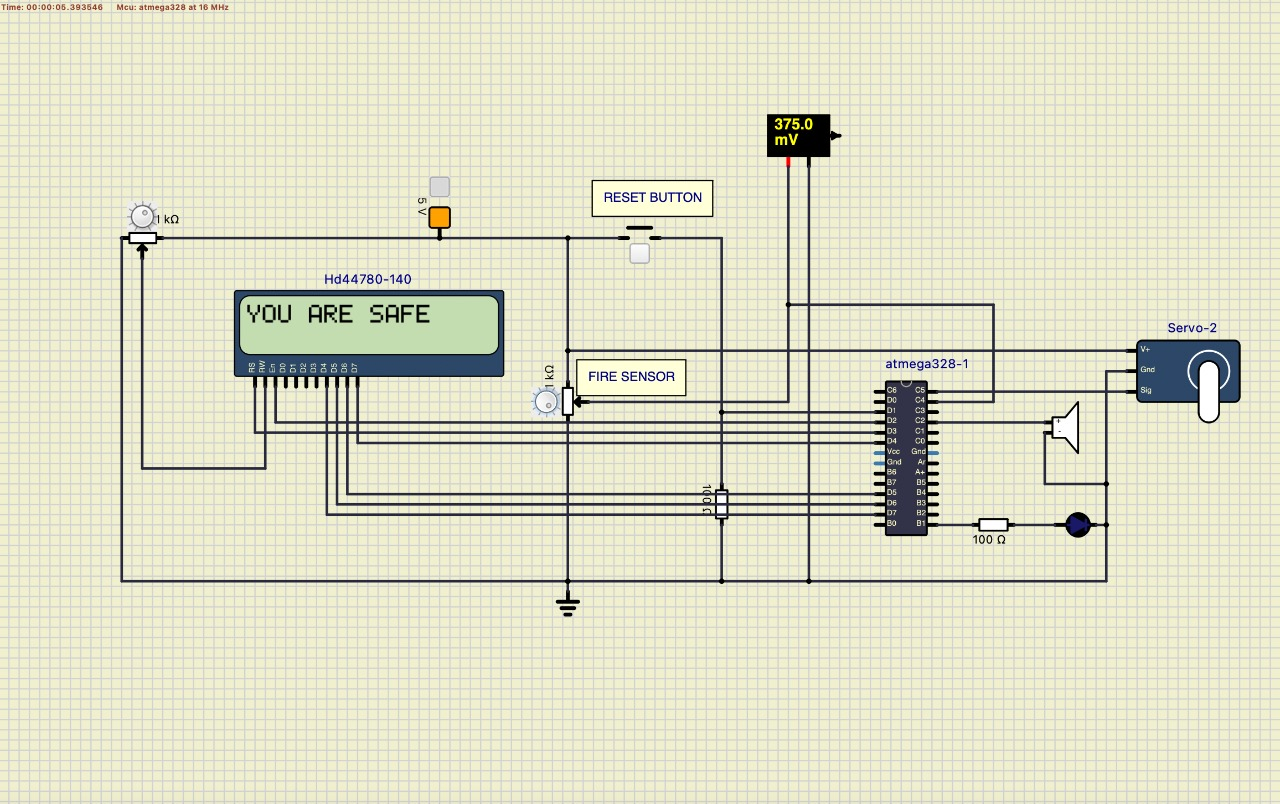 Time: 00:00:05.393546 Mcu: atmega328 at 16 MHz
375.0
mV
RESET BUTTON
5 V
1 kΩ
Hd44780-140
YOU ARE SAFE
RS RW En D0 D1 D2 D3 D4 D5 D6 D7
Servo-2
V+
Gnd
Sig
1 kΩ
FIRE SENSOR
atmega328-1
C6 C5
D0 C4
D1 C3
D2 C2
D3 C1
D4 C0
Vcc Gnd
Gnd Ar
B6 A+
B7 B5
D5 B4
D6 B3
D7 B2
B0 B1
+
-
100 Ω
100 Ω